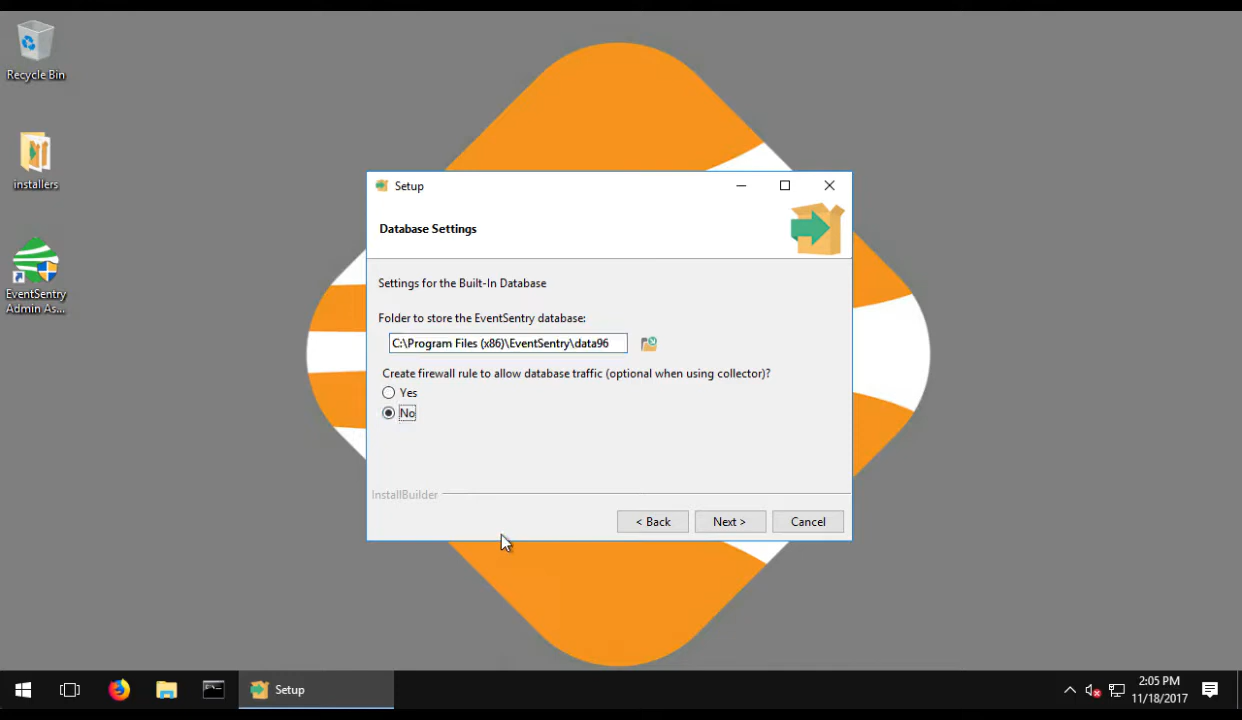 Recycle Bin
installers
EventSentry
Admin As...
Setup
Database Settings
Settings for the Built-In Database
Folder to store the EventSentry database:
C:\Program Files (x86)\EventSentry\data96
Create firewall rule to allow database traffic (optional when using collector)?
Yes
No
InstallBuilder
< Back
Next >
Cancel
Setup
2:05 PM
11/18/2017